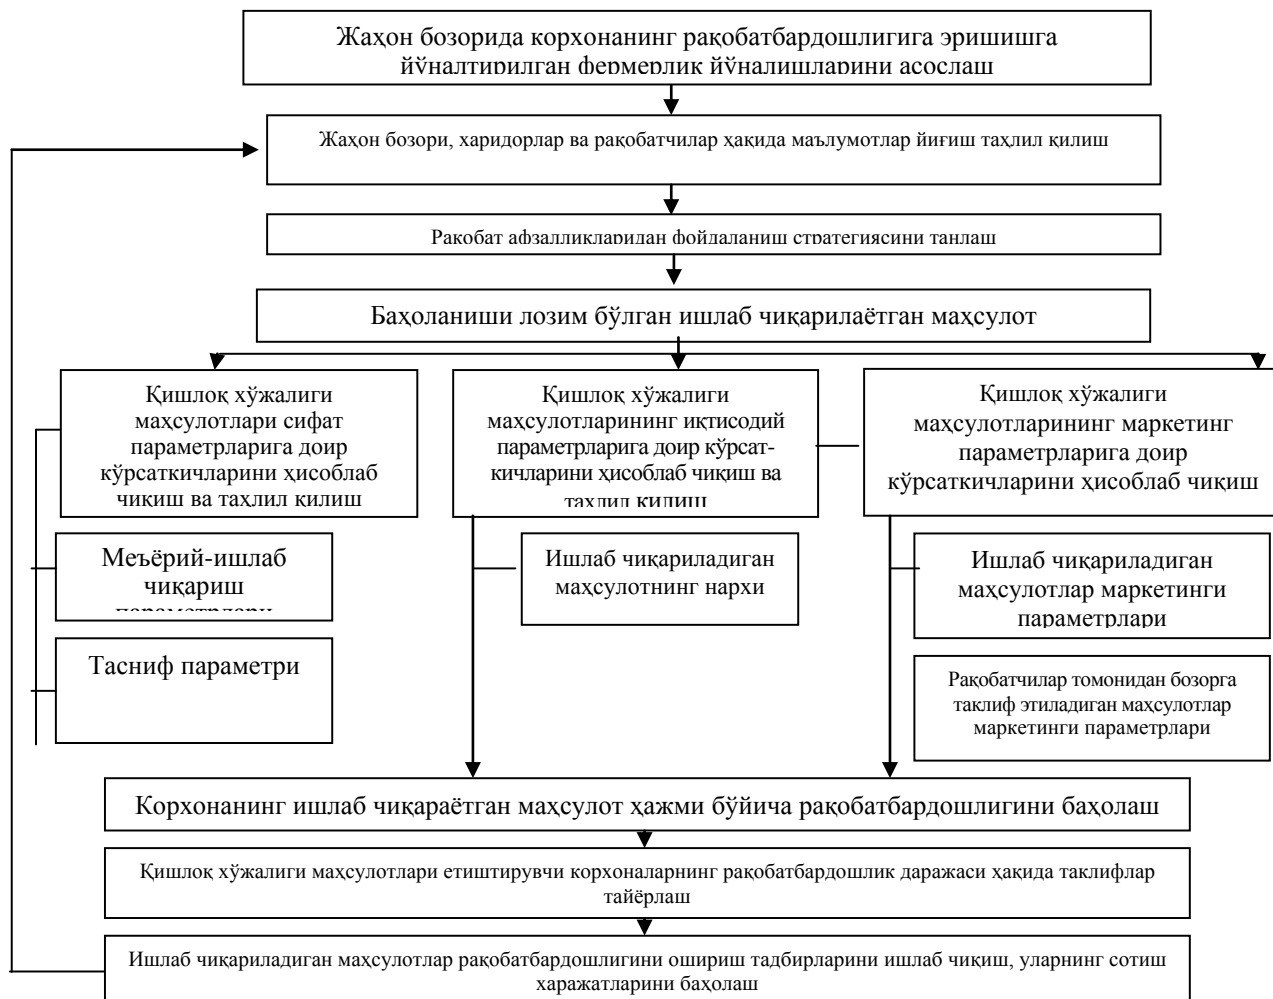 Жаҳон бозорида корхонанинг рақобатбардошлигига эришишга
йўналтирилган фермерлик йўналишларини асослаш
Жаҳон бозори, харидорлар ва рақобатчилар ҳақида маълумотлар йиғиш таҳлил қилиш
Рақобат афзалликларидан фойдаланиш стратегиясини танлаш
Баҳоланиши лозим бўлган ишлаб чиқарилаётган маҳсулот
Қишлоқ хўжалиги
маҳсулотлари сифат
параметрларига доир
кўрсаткичларини ҳисоблаб
чиқиш ва таҳлил қилиш
Қишлоқ хўжалиги
маҳсулотларининг иқтисодий
параметрларига доир кўрсат-
кичларини ҳисоблаб чиқиш ва
таҳлил қилиш
Қишлоқ хўжалиги
маҳсулотларининг маркетинг
параметрларига доир
кўрсаткичларини ҳисоблаб чиқиш
Меъёрий-ишлаб
чиқариш
параметрлари
Ишлаб чиқариладиган
маҳсулотнинг нархи
Ишлаб чиқариладиган
маҳсулотлар маркетинги
параметрлари
Тасниф параметри
Рақобатчилар томонидан бозорга
таклиф этиладиган маҳсулотлар
маркетинги параметрлари
Корхонанинг ишлаб чиқараётган маҳсулот ҳажми бўйича рақобатбардошлигини баҳолаш
Қишлоқ хўжалиги маҳсулотлари етиштирувчи корхоналарнинг рақобатбардошлик даражаси ҳақида таклифлар
тайёрлаш
Ишлаб чиқариладиган маҳсулотлар рақобатбардошлигини ошириш тадбирларини ишлаб чиқиш, уларнинг сотиш
харажатларини баҳолаш